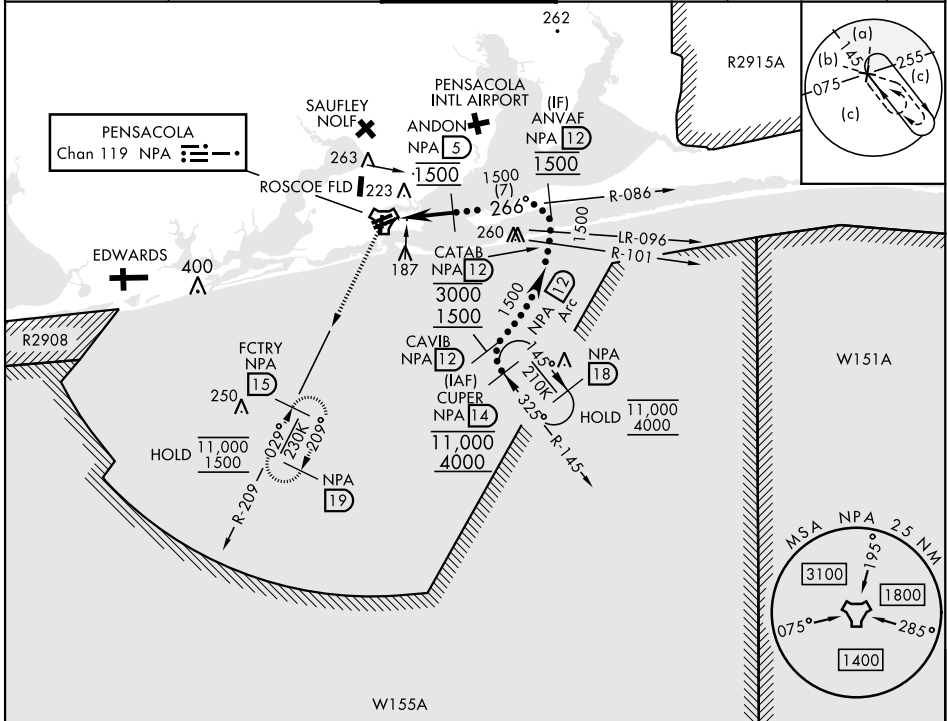 262
R2915A
(a)
145°
(b)
255
075
(c)
(c)
PENSACOLA
INTL AIRPORT
SAUFLEY
NOLF
(IF)
ANVAF
NPA 12
1500
ANDON
NPA 5
1500
PENSACOLA
Chan 119 NPA
263
ROSCOE FLD
223
1500
(7)
266°
R-086
1500
260
LR-096
R-101
187
CATAB
NPA 12
3000
1500
EDWARDS
400
1500
NPA 12
Arc
R2908
CAVIB
NPA 12
W151A
FCTRY
NPA
15
145°
210K
NPA
18
(IAF)
CUPER
NPA 14
11,000
4000
325°
HOLD 11,000
4000
250
029°
230K
209°
HOLD 11,000
1500
R-145
NPA
19
R-209
MSA NPA 25 NM
195°
3100
1800
075°
285°
1400
W155A